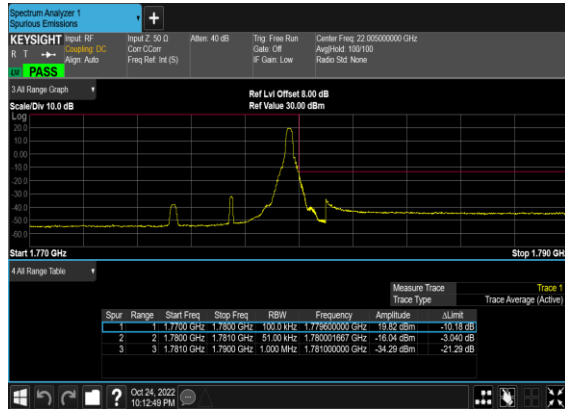 Spectrum Analyzer 1
Spurious Emissions
KEYSIGHT Input: RF Input Z: 50 Ω Atten: 40 dB Trig: Free Run Center Freq: 22.005000000 GHz
R T Coupling: DC Corr CCorr Gate: Off Avg|Hold: 100/100
Align: Auto Freq Ref: Int (S) IF Gain: Low Radio Std: None
PASS
3 All Range Graph
Ref Lvl Offset 8.00 dB
Scale/Div 10.0 dB Ref Value 30.00 dBm
Log
20.0
10.0
0.00
-10.0
-20.0
-30.0
-40.0
-50.0
-60.0
Start 1.770 GHz Stop 1.790 GHz
4 All Range Table
Measure Trace Trace 1
Trace Type Trace Average (Active)
Spur Range Start Freq Stop Freq RBW Frequency Amplitude ΔLimit
1 1 1.7700 GHz 1.7800 GHz 100.0 kHz 1.779600000 GHz 19.82 dBm -10.18 dB
2 2 1.7800 GHz 1.7810 GHz 51.00 kHz 1.780001667 GHz -16.04 dBm -3.040 dB
3 3 1.7810 GHz 1.7900 GHz 1.000 MHz 1.781000000 GHz -34.29 dBm -21.29 dB
Oct 24, 2022
10:12:49 PM